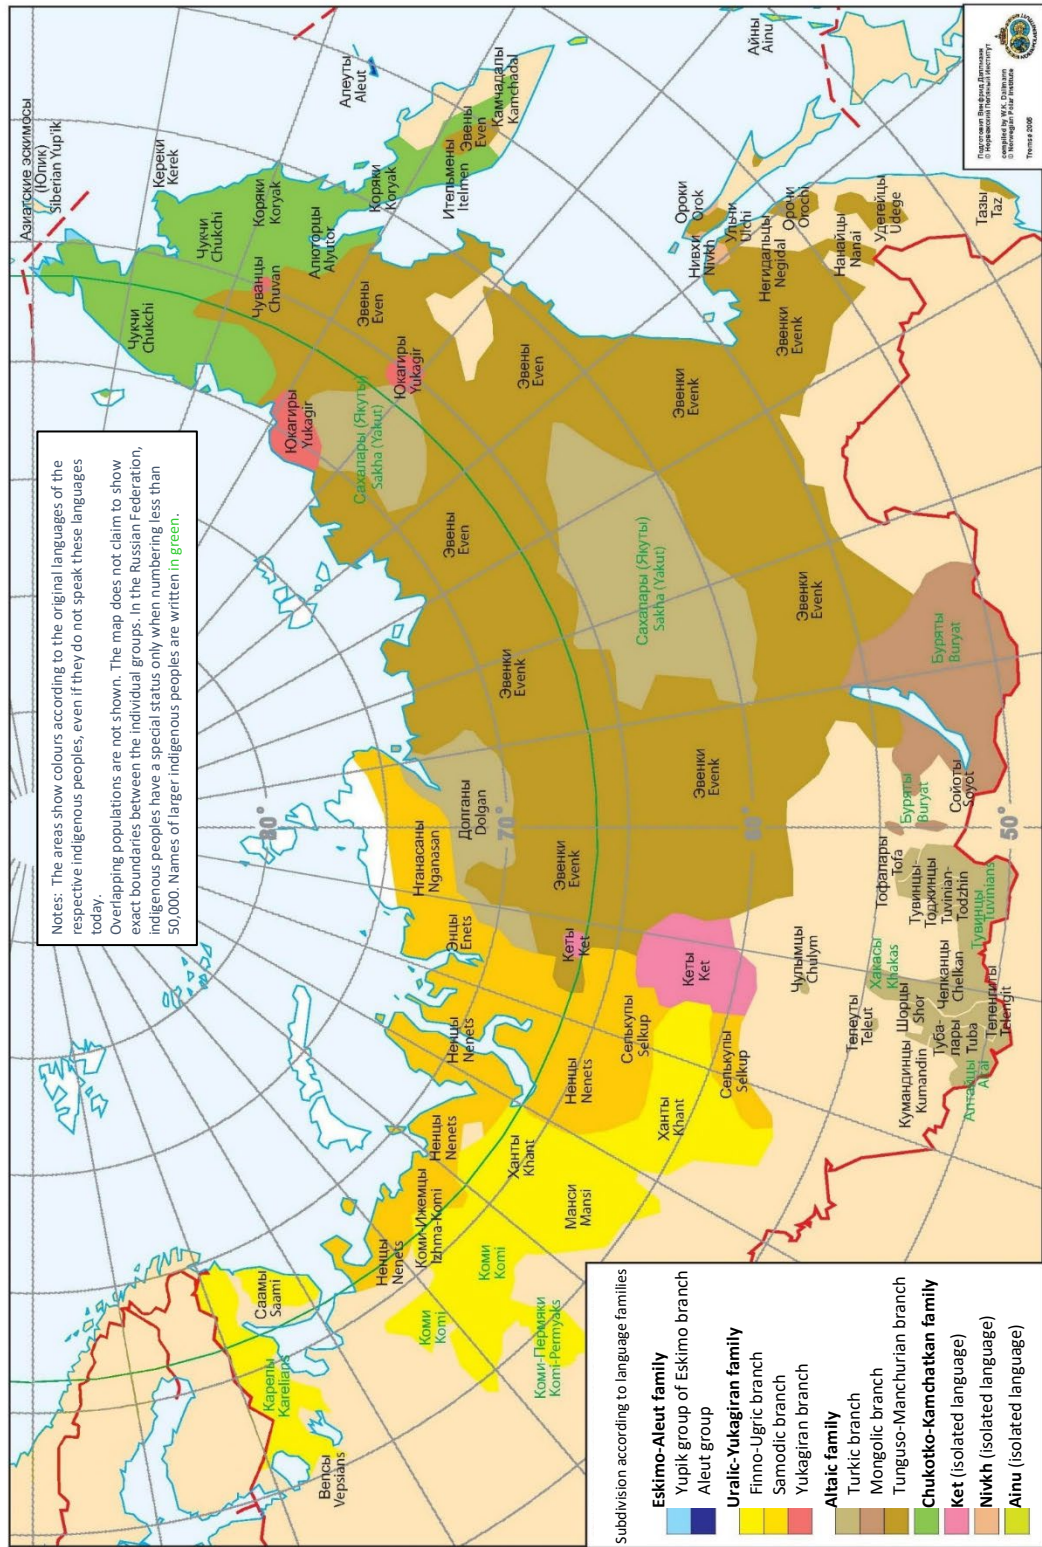 Notes: The areas show colours according to the original languages of the
respective indigenous peoples, even if they do not speak these languages
today.
Overlapping populations are not shown. The map does not claim to show
exact boundaries between the individual groups. In the Russian Federation,
indigenous peoples have a special status only when numbering less than
50,000. Names of larger indigenous peoples are written in green.
Азиатские эскимосы
(Юпик)
Siberian Yup'ik
Кереки
Kerek
Алеуты
Aleut
Айны
Ainu
Чукчи
Chukchi
Чукчи
Chukchi
Коряки
Koryak
Чуванцы
Chuvan
Алюторцы
Alyutor
Коряки
Koryak
Ительмены
Itelmen
Эвены
Even
Камчадалы
Kamchadal
Эвены
Even
Юкагиры
Yukagir
Юкагиры
Yukagir
Сахалары (Якуты)
Sakha (Yakut)
Эвены
Even
Эвены
Even
Эвенки
Evenk
Сахалары (Якуты)
Sakha (Yakut)
Эвенки
Evenk
Эвенки
Evenk
Эвенки
Evenk
Нивхи
Nivkh
Ороки
Orok
Ульчи
Ulchi
Негидальцы
Negidal
Орочи
Orochi
Нанайцы
Nanai
Удегейцы
Udege
Тазы
Taz
80°
70°
60°
50°
Нганасаны
Nganasan
Долганы
Dolgan
Энцы
Enets
Эвенки
Evenk
Эвенки
Evenk
Кеты
Ket
Кеты
Ket
Ненцы
Nenets
Ненцы
Nenets
Ненцы
Nenets
Ненцы
Nenets
Селькупы
Selkup
Селькупы
Selkup
Ханты
Khant
Ханты
Khant
Манси
Mansi
Коми-Ижемцы
Izhma-Komi
Коми
Komi
Коми
Komi
Коми-Пермяки
Komi-Permyaks
Саамы
Saami
Карелы
Karelians
Вепсы
Vepsians
Буряты
Buryat
Буряты
Buryat
Сойоты
Soyot
Тофалары
Tofa
Тувинцы-
Тоджинцы
Tuvinian-
Todzhin
Тувинцы
Tuvinians
Чулымцы
Chulym
Хакасы
Khakas
Телеуты
Teleut
Шорцы
Shor
Челканцы
Chelkan
Кумандинцы
Kumandin
Туба-
лары
Tuba
Теленгиты
Telengit
Алтайцы
Altai
Subdivision according to language families
Eskimo-Aleut family
Yupik group of Eskimo branch
Aleut group
Uralic-Yukagiran family
Finno-Ugric branch
Samodic branch
Yukagiran branch
Altaic family
Turkic branch
Mongolic branch
Tunguso-Manchurian branch
Chukotko-Kamchatkan family
Ket (isolated language)
Nivkh (isolated language)
Ainu (isolated language)
Подготовил Винфрид Даллманн
© Норвежский Полярный Институт
compiled by W.K. Dallmann
© Norwegian Polar Institute
Tromsø 2005